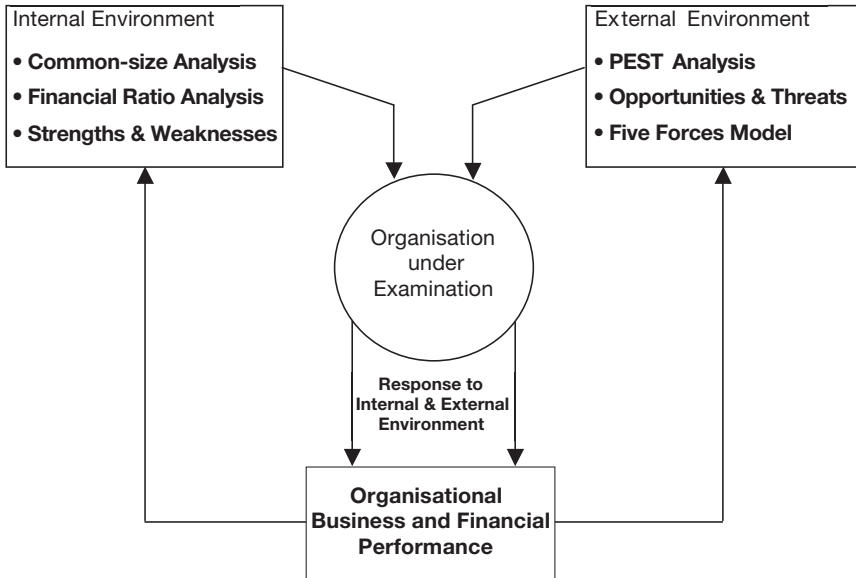 Internal Environment
• Common-size Analysis
• Financial Ratio Analysis
• Strengths & Weaknesses
External Environment
• PEST Analysis
• Opportunities & Threats
• Five Forces Model
Organisation
under
Examination
Response to
Internal & External
Environment
Organisational
Business and Financial
Performance